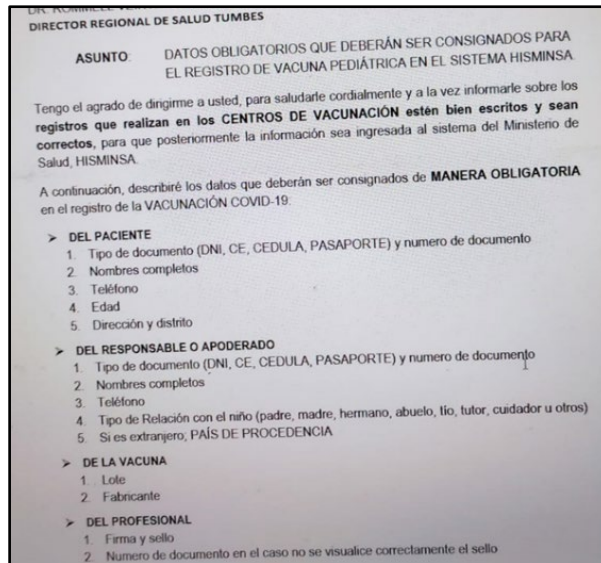 DIRECTOR REGIONAL DE SALUD TUMBES
ASUNTO: DATOS OBLIGATORIOS QUE DEBERÁN SER CONSIGNADOS PARA
EL REGISTRO DE VACUNA PEDIÁTRICA EN EL SISTEMA HISMINSA.
Tengo el agrado de dirigirme a usted, para saludarle cordialmente y a la vez informarle sobre los
registros que realizan en los CENTROS DE VACUNACIÓN estén bien escritos y sean
correctos, para que posteriormente la información sea ingresada al sistema del Ministerio de
Salud, HISMINSA.
A continuación, describiré los datos que deberán ser consignados de MANERA OBLIGATORIA
en el registro de la VACUNACIÓN COVID-19:
➢ DEL PACIENTE
1. Tipo de documento (DNI, CE, CEDULA, PASAPORTE) y numero de documento
2. Nombres completos
3. Teléfono
4. Edad
5. Dirección y distrito
➢ DEL RESPONSABLE O APODERADO
1. Tipo de documento (DNI, CE, CEDULA, PASAPORTE) y numero de documento
2. Nombres completos
3. Teléfono
4. Tipo de Relación con el niño (padre, madre, hermano, abuelo, tío, tutor, cuidador u otros)
5. Si es extranjero, PAÍS DE PROCEDENCIA
➢ DE LA VACUNA
1. Lote
2. Fabricante
➢ DEL PROFESIONAL
1. Firma y sello
2. Numero de documento en el caso no se visualice correctamente el sello